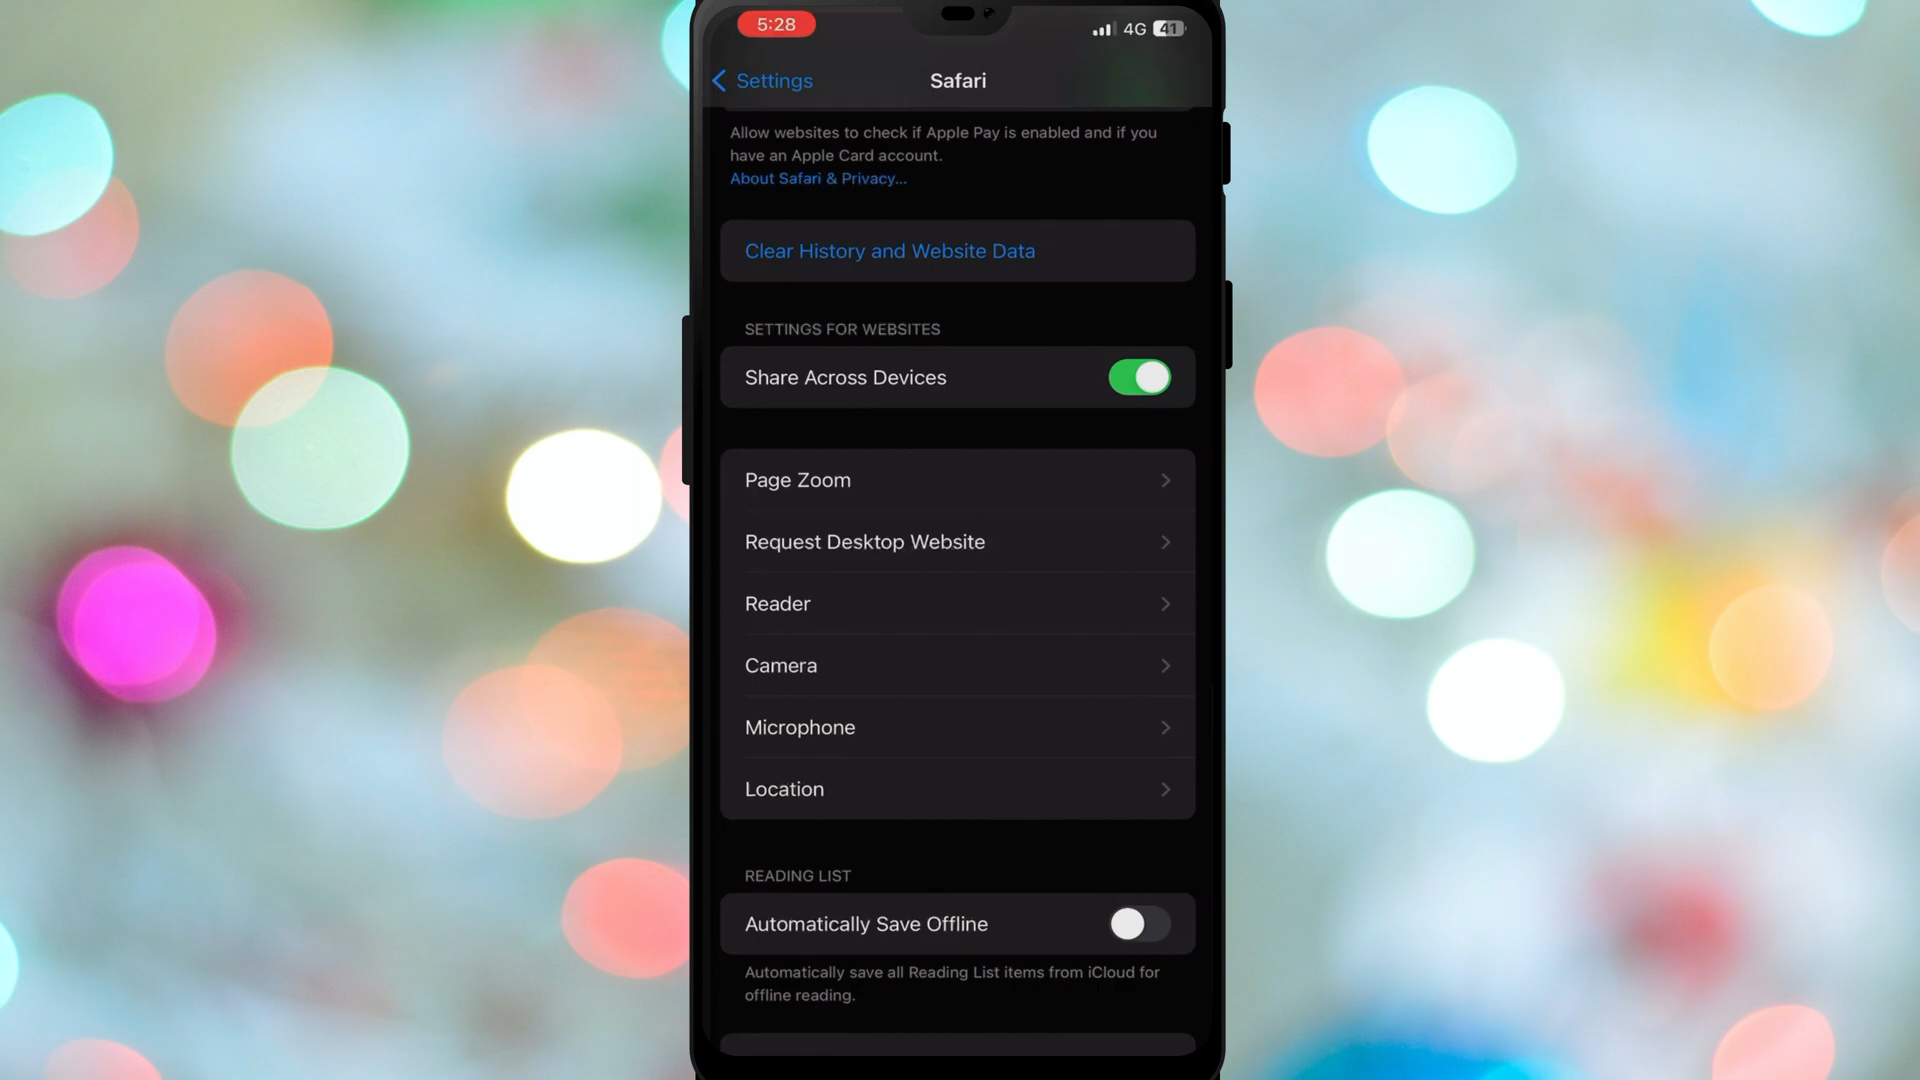 5:28
4G 41
Settings
Safari
Allow websites to check if Apple Pay is enabled and if you
have an Apple Card account.
About Safari & Privacy...
Clear History and Website Data
SETTINGS FOR WEBSITES
Share Across Devices
Page Zoom
Request Desktop Website
Reader
Camera
Microphone
Location
READING LIST
Automatically Save Offline
Automatically save all Reading List items from iCloud for
offline reading.